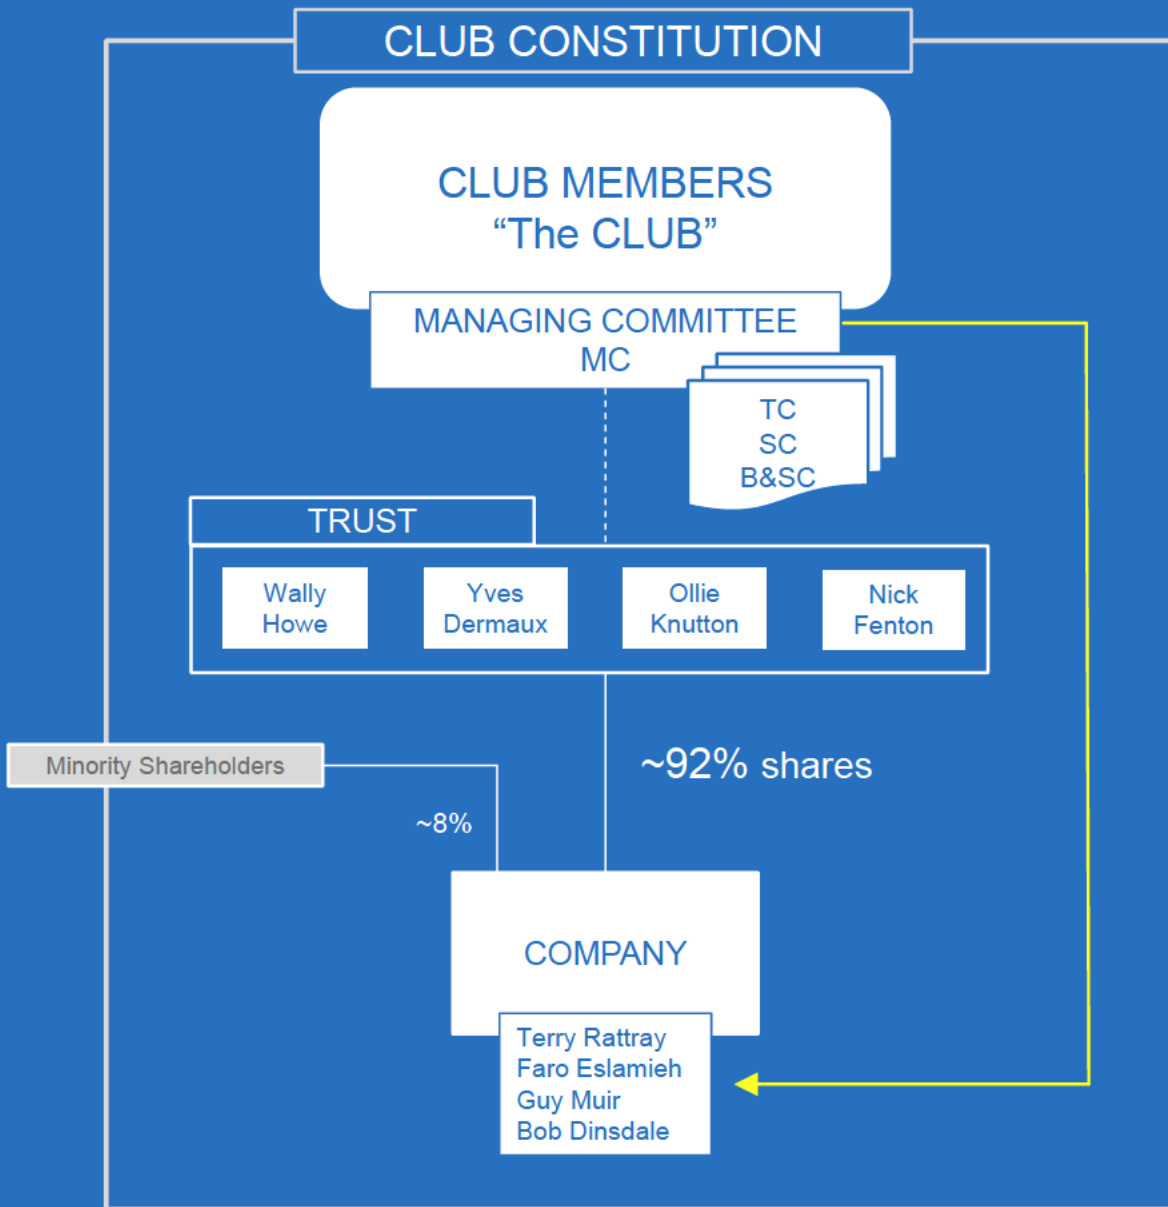 CLUB CONSTITUTION
CLUB MEMBERS
“The CLUB”
MANAGING COMMITTEE
MC
TC
SC
B&SC
TRUST
Wally
Howe
Yves
Dermaux
Ollie
Knutton
Nick
Fenton
Minority Shareholders
~92% shares
~8%
COMPANY
Terry Rattray
Faro Eslamieh
Guy Muir
Bob Dinsdale